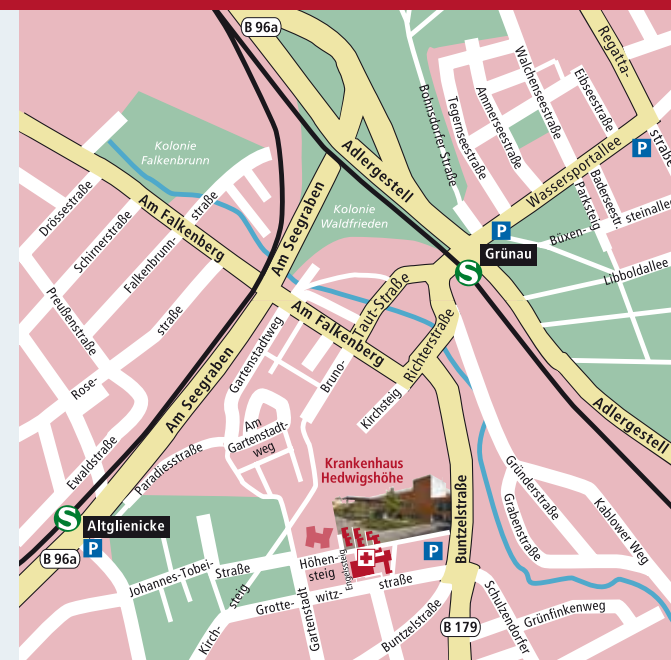 B 96a
Regatta-
straße
Kolonie
Falkenbrunn
Bohnsdorfer Straße
Tegernseestraße
Ammerseestraße
Walchenseestraße
Eibseestraße
Adlergestell
P
Wassersportallee
Drössestraße
Schirnerstraße
Am Falkenberg
Falkenbrunn-
straße
Am Seegraben
Kolonie
Waldfrieden
Baderseestr.
Parksteig
steinallee
P
Büxen-
Grünau
S
Libboldallee
Preußenstraße
Rose-
straße
Am Seegraben
Gartenstadtweg
Am Falkenberg
Bruno-
Taut-Straße
Richterstraße
Kirchsteig
Am
Gartenstadt-
weg
Adlergestell
Ewaldstraße
Paradiesstraße
Krankenhaus
Hedwigshöhe
Gründerstraße
Grabenstraße
Kablower Weg
Buntzelstraße
S
Altglienicke
P
B 96a
P
Höhen-
steig
Johannes-Tobei-
Straße
Grotte-
witz-
straße
Kirch-
steig
Gartenstadt
Buntzelstraße
Schulzendorfer
Grünfinkenweg
B 179